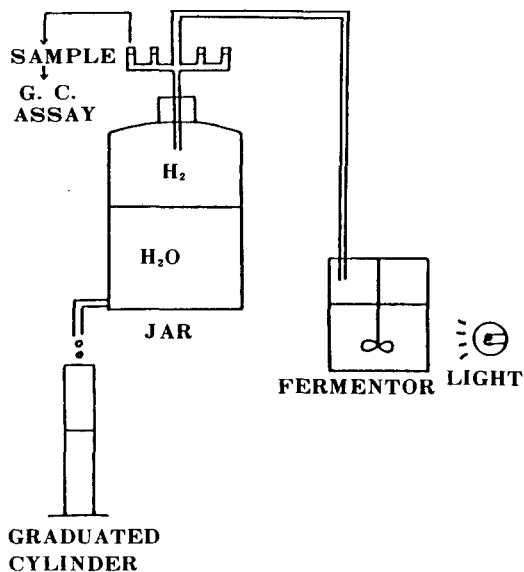 SAMPLE
G. C.
ASSAY
H₂
H₂O
JAR
FERMENTOR
LIGHT
GRADUATED
CYLINDER